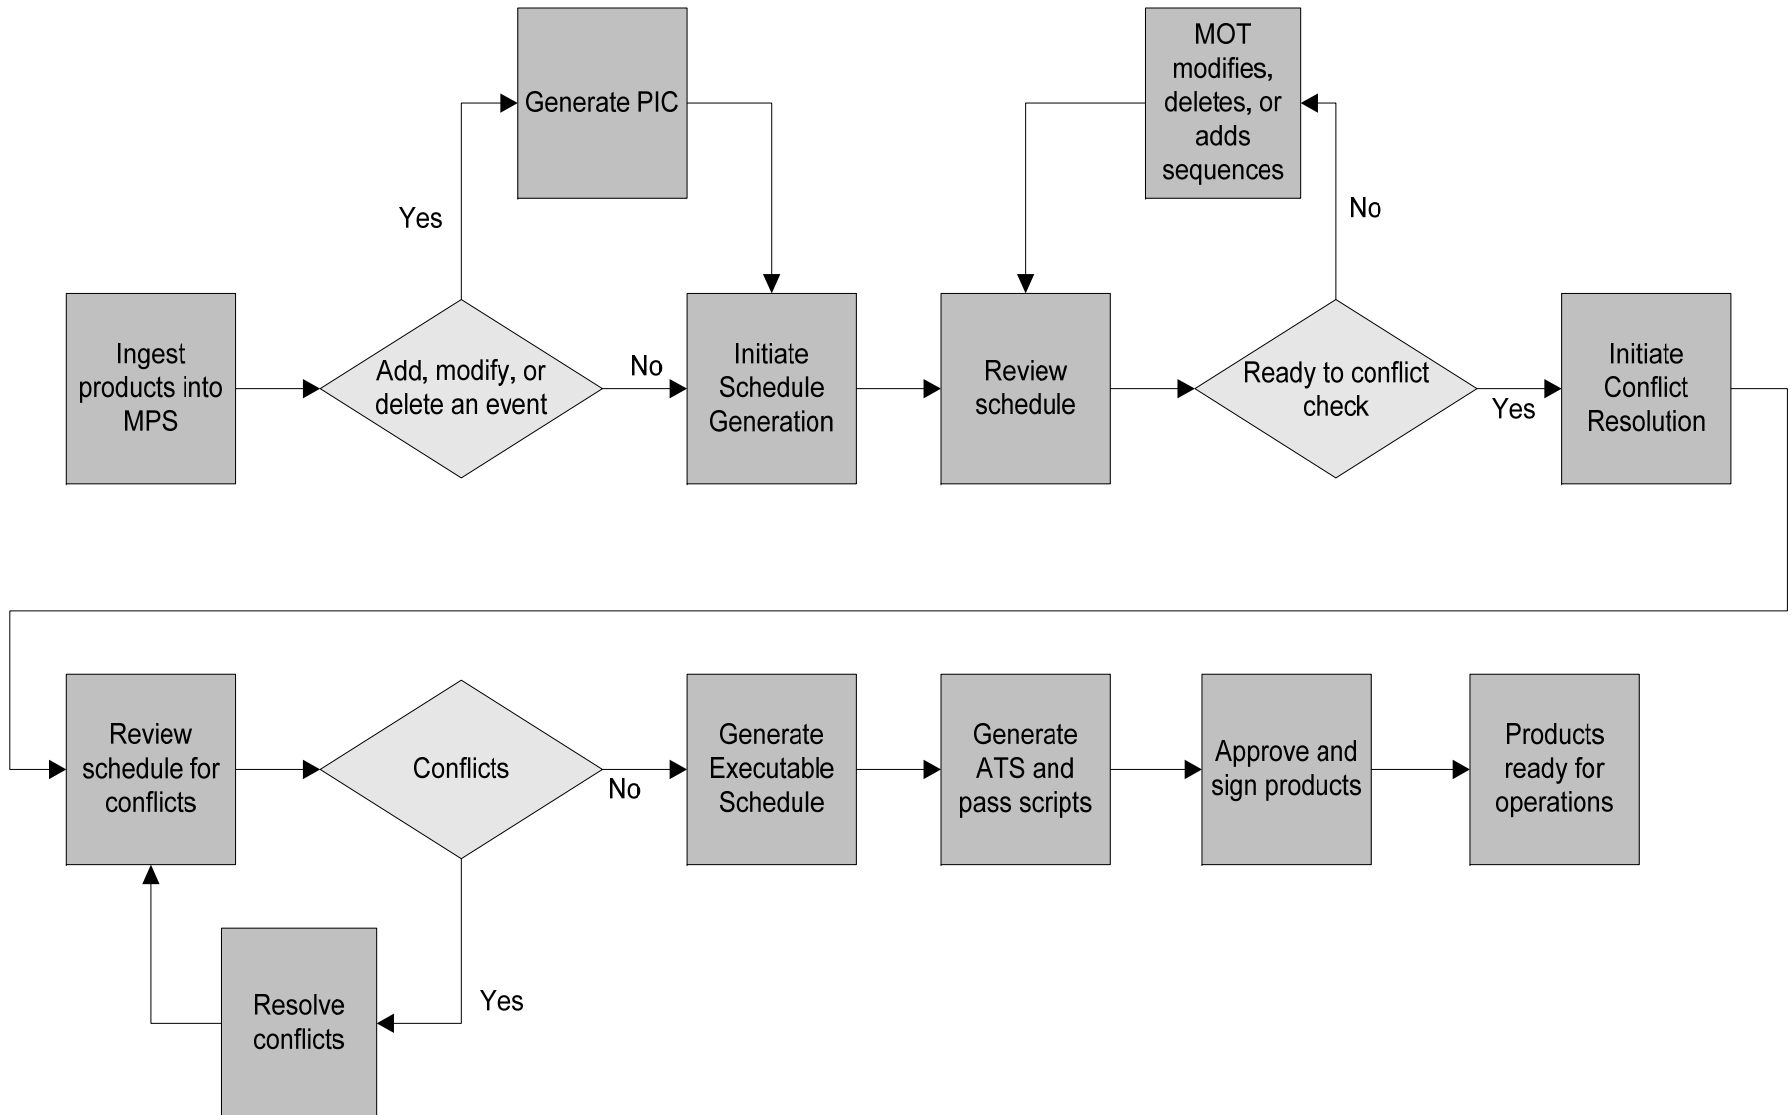 Generate PIC
MOT
modifies,
deletes, or
adds
sequences
Yes
No
Ingest
products into
MPS
Add, modify, or
delete an event
No
Initiate
Schedule
Generation
Review
schedule
Ready to conflict
check
Yes
Initiate
Conflict
Resolution
Review
schedule for
conflicts
Conflicts
No
Generate
Executable
Schedule
Generate
ATS and
pass scripts
Approve and
sign products
Products
ready for
operations
Resolve
conflicts
Yes